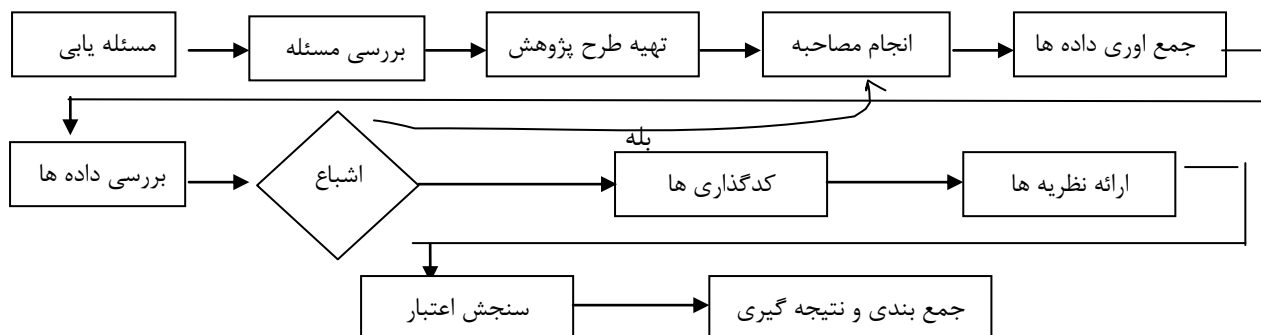 مسئله یابی
بررسی مسئله
تهیه طرح پژوهش
انجام مصاحبه
جمع اوری داده ها
بله
بررسی داده ها
اشباع
کدگذاری ها
ارائه نظریه ها
سنجش اعتبار
جمع بندی و نتیجه گیری